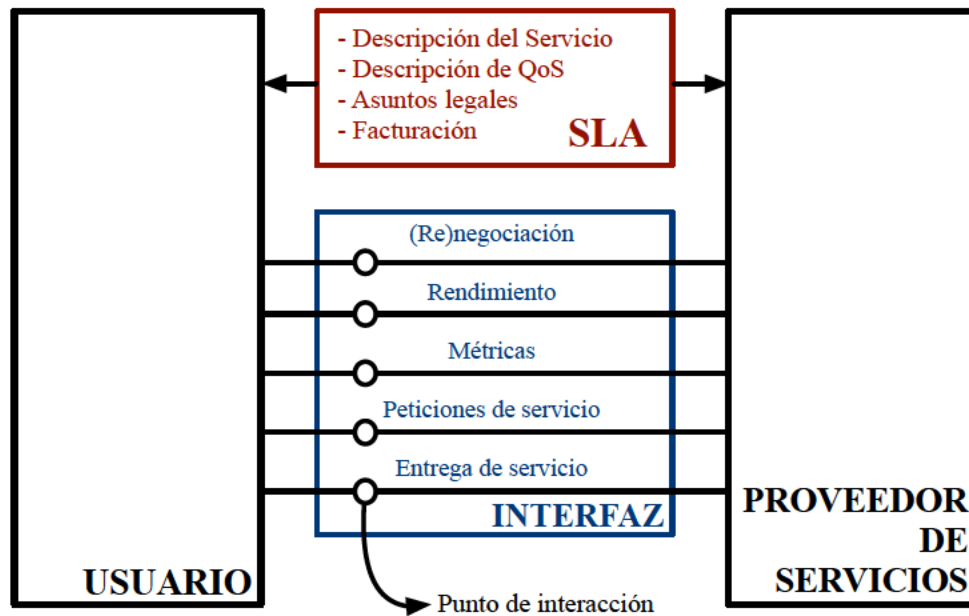 - Descripción del Servicio
- Descripción de QoS
- Asuntos legales
- Facturación
SLA
(Re)negociación
Rendimiento
Métricas
Peticiones de servicio
Entrega de servicio
INTERFAZ
USUARIO
PROVEEDOR
DE
SERVICIOS
Punto de interacción